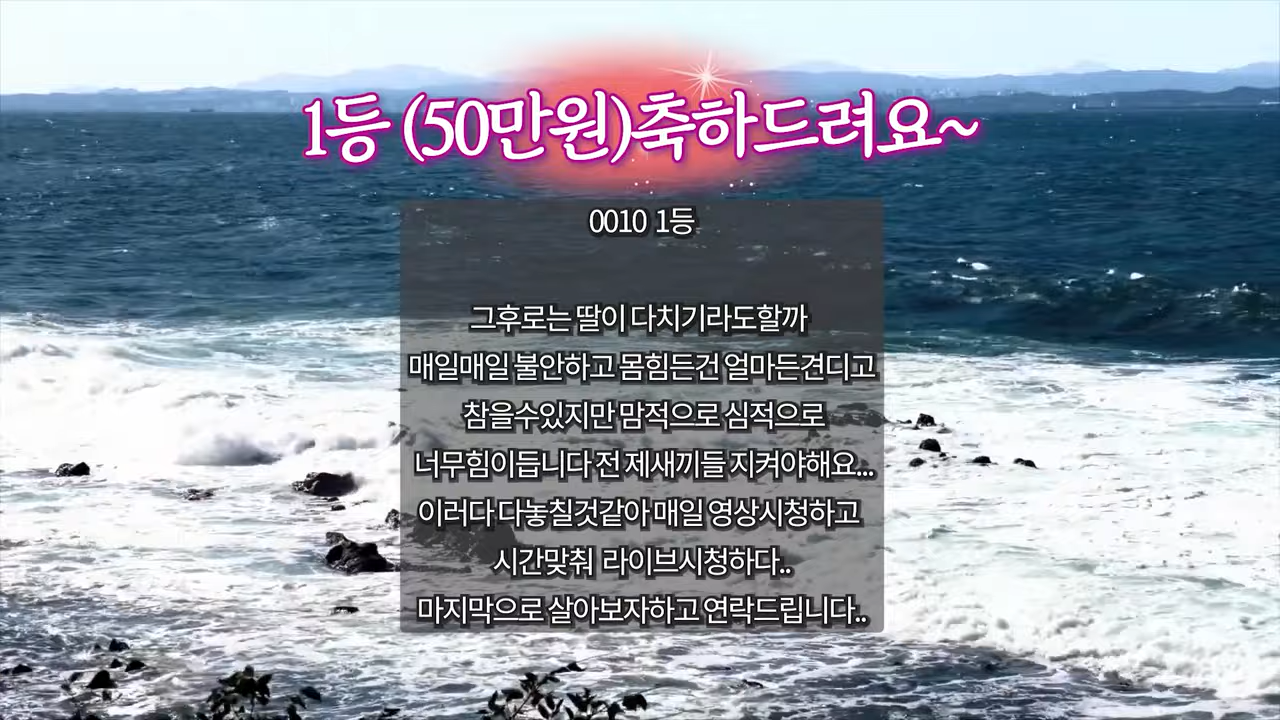 1등 (50만원)축하드려요~
0010 1등
그후로는 딸이 다치기라도할까
매일매일 불안하고 몸힘든건 얼마든견디고
참을수있지만 맘적으로 심적으로
너무힘이듭니다 전 제새끼들 지켜야해요...
이러다 다놓칠것같아 매일 영상시청하고
시간맞춰 라이브시청하다..
마지막으로 살아보자하고 연락드립니다..